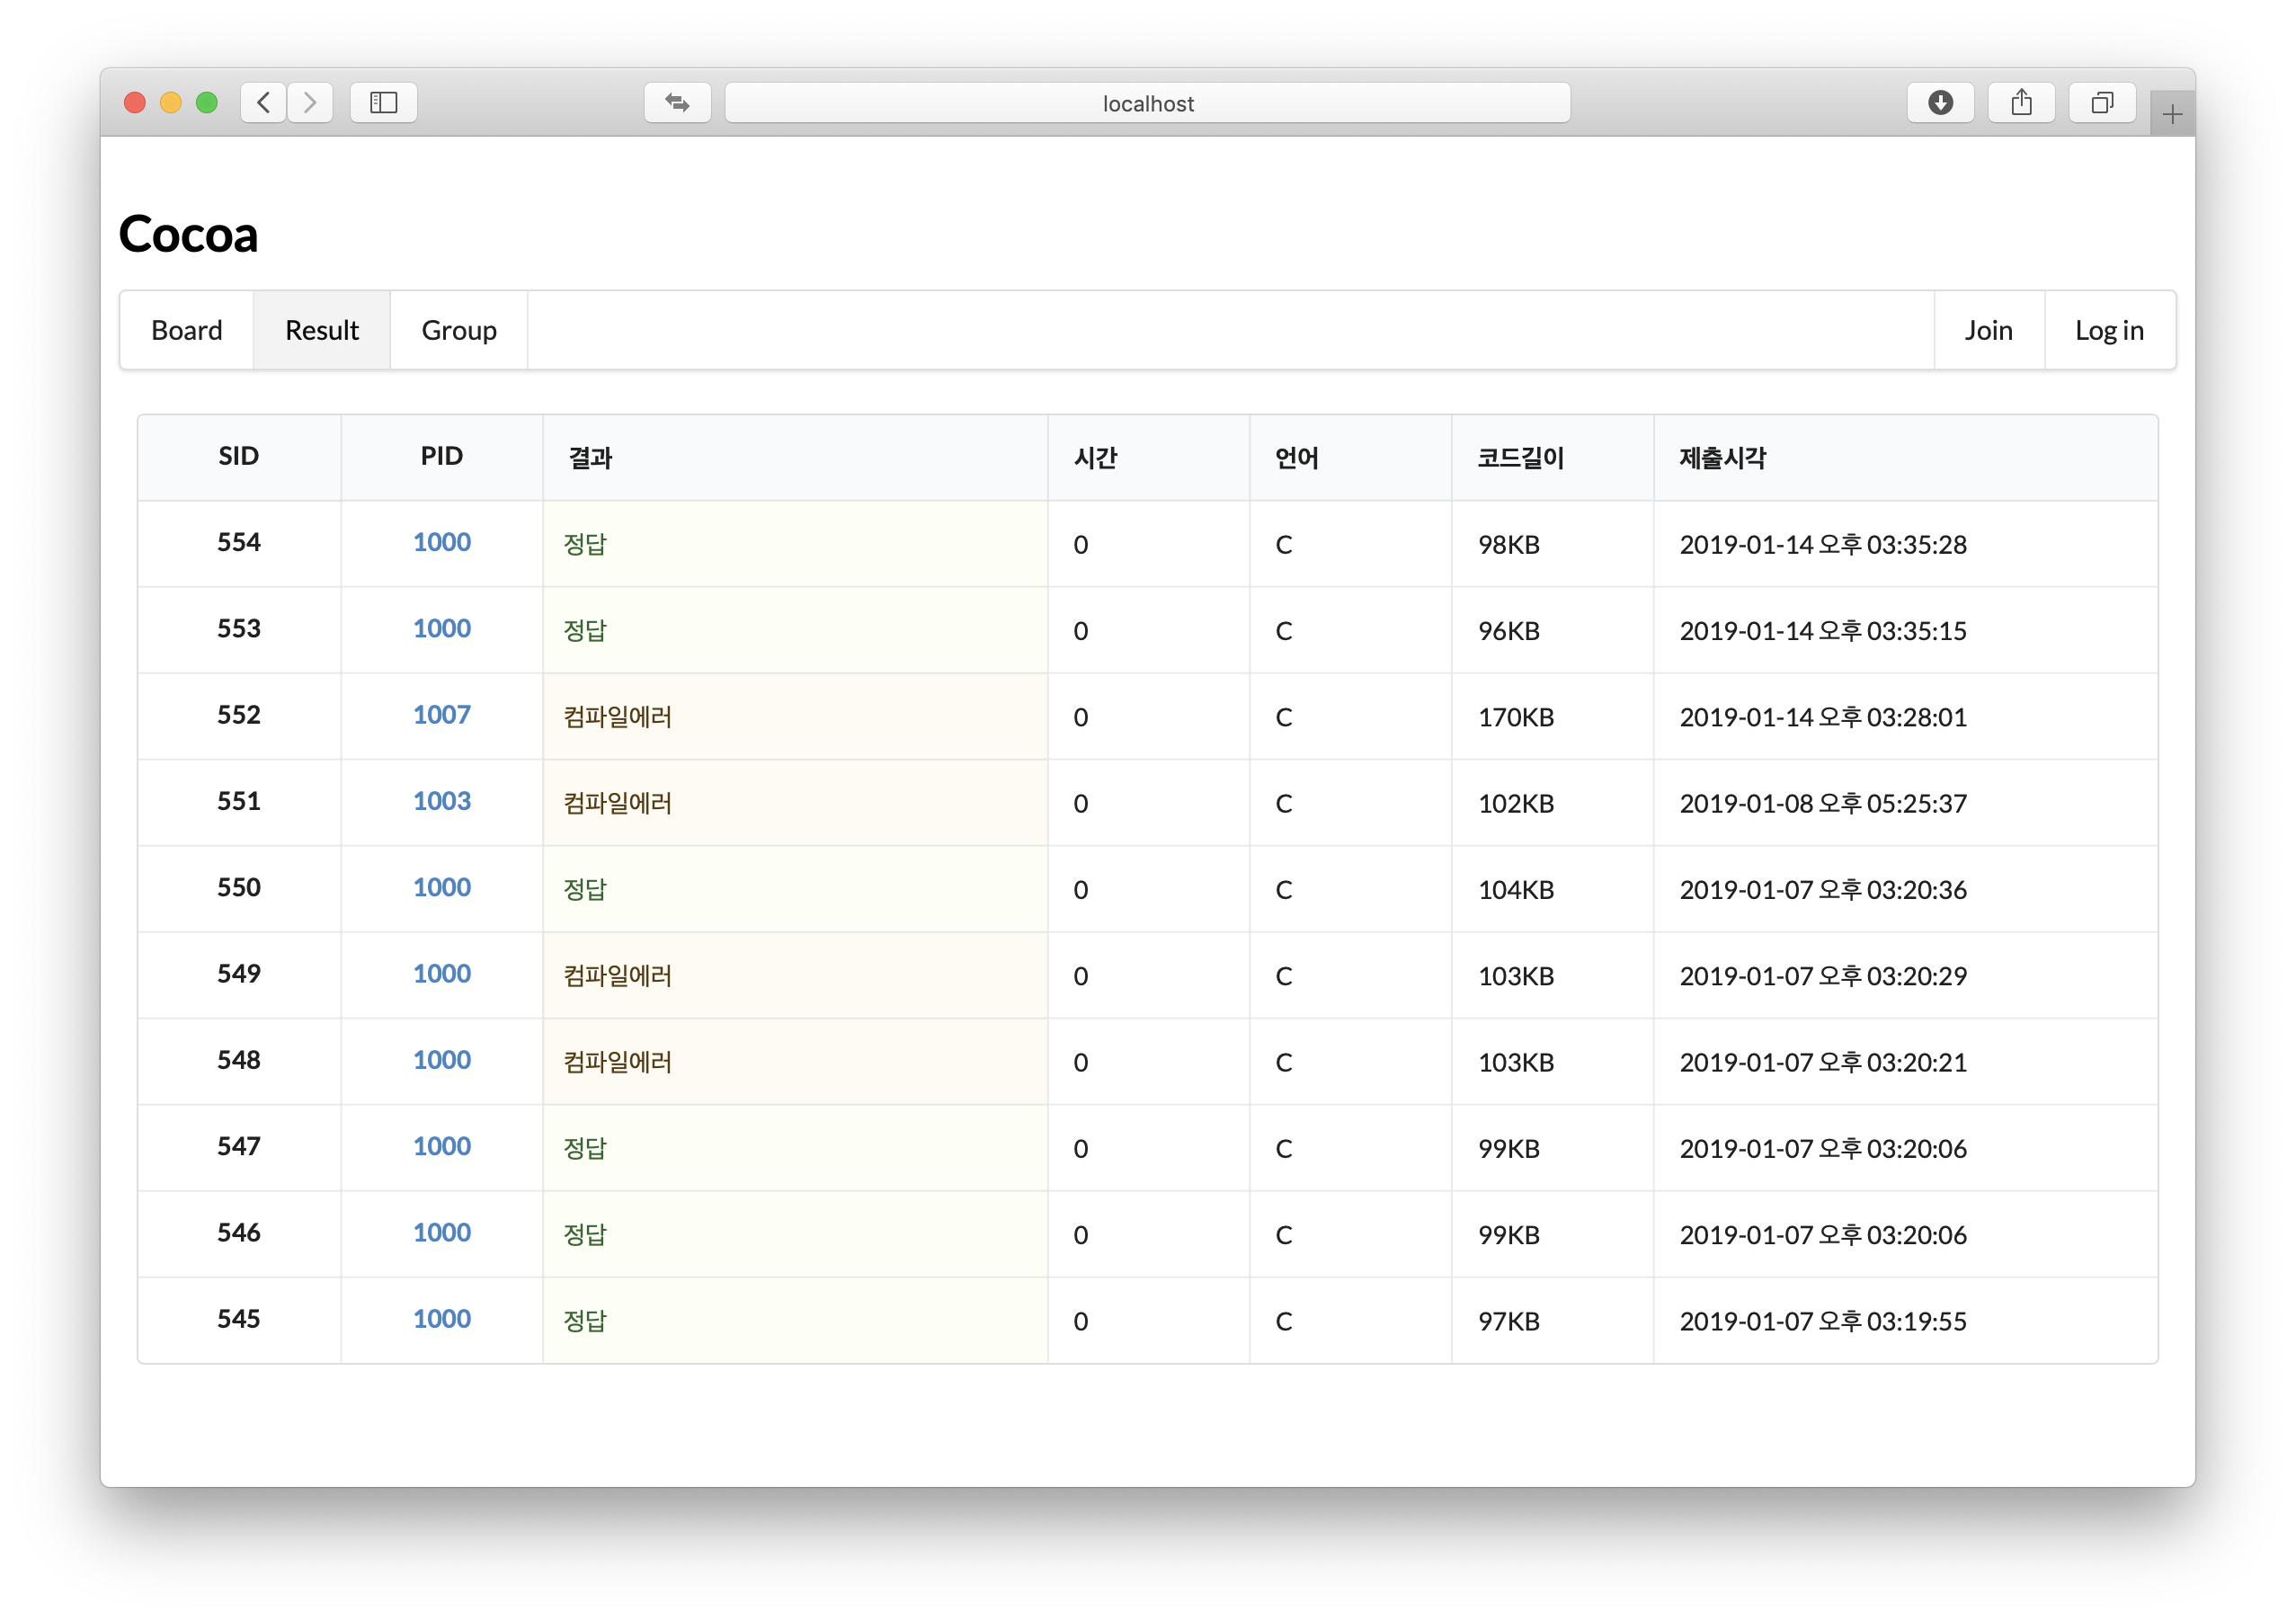 localhost
Cocoa
Board Result Group Join Log in
SID PID 결과 시간 언어 코드길이 제출시각
554 1000 정답 0 C 98KB 2019-01-14 오후 03:35:28
553 1000 정답 0 C 96KB 2019-01-14 오후 03:35:15
552 1007 컴파일에러 0 C 170KB 2019-01-14 오후 03:28:01
551 1003 컴파일에러 0 C 102KB 2019-01-08 오후 05:25:37
550 1000 정답 0 C 104KB 2019-01-07 오후 03:20:36
549 1000 컴파일에러 0 C 103KB 2019-01-07 오후 03:20:29
548 1000 컴파일에러 0 C 103KB 2019-01-07 오후 03:20:21
547 1000 정답 0 C 99KB 2019-01-07 오후 03:20:06
546 1000 정답 0 C 99KB 2019-01-07 오후 03:20:06
545 1000 정답 0 C 97KB 2019-01-07 오후 03:19:55